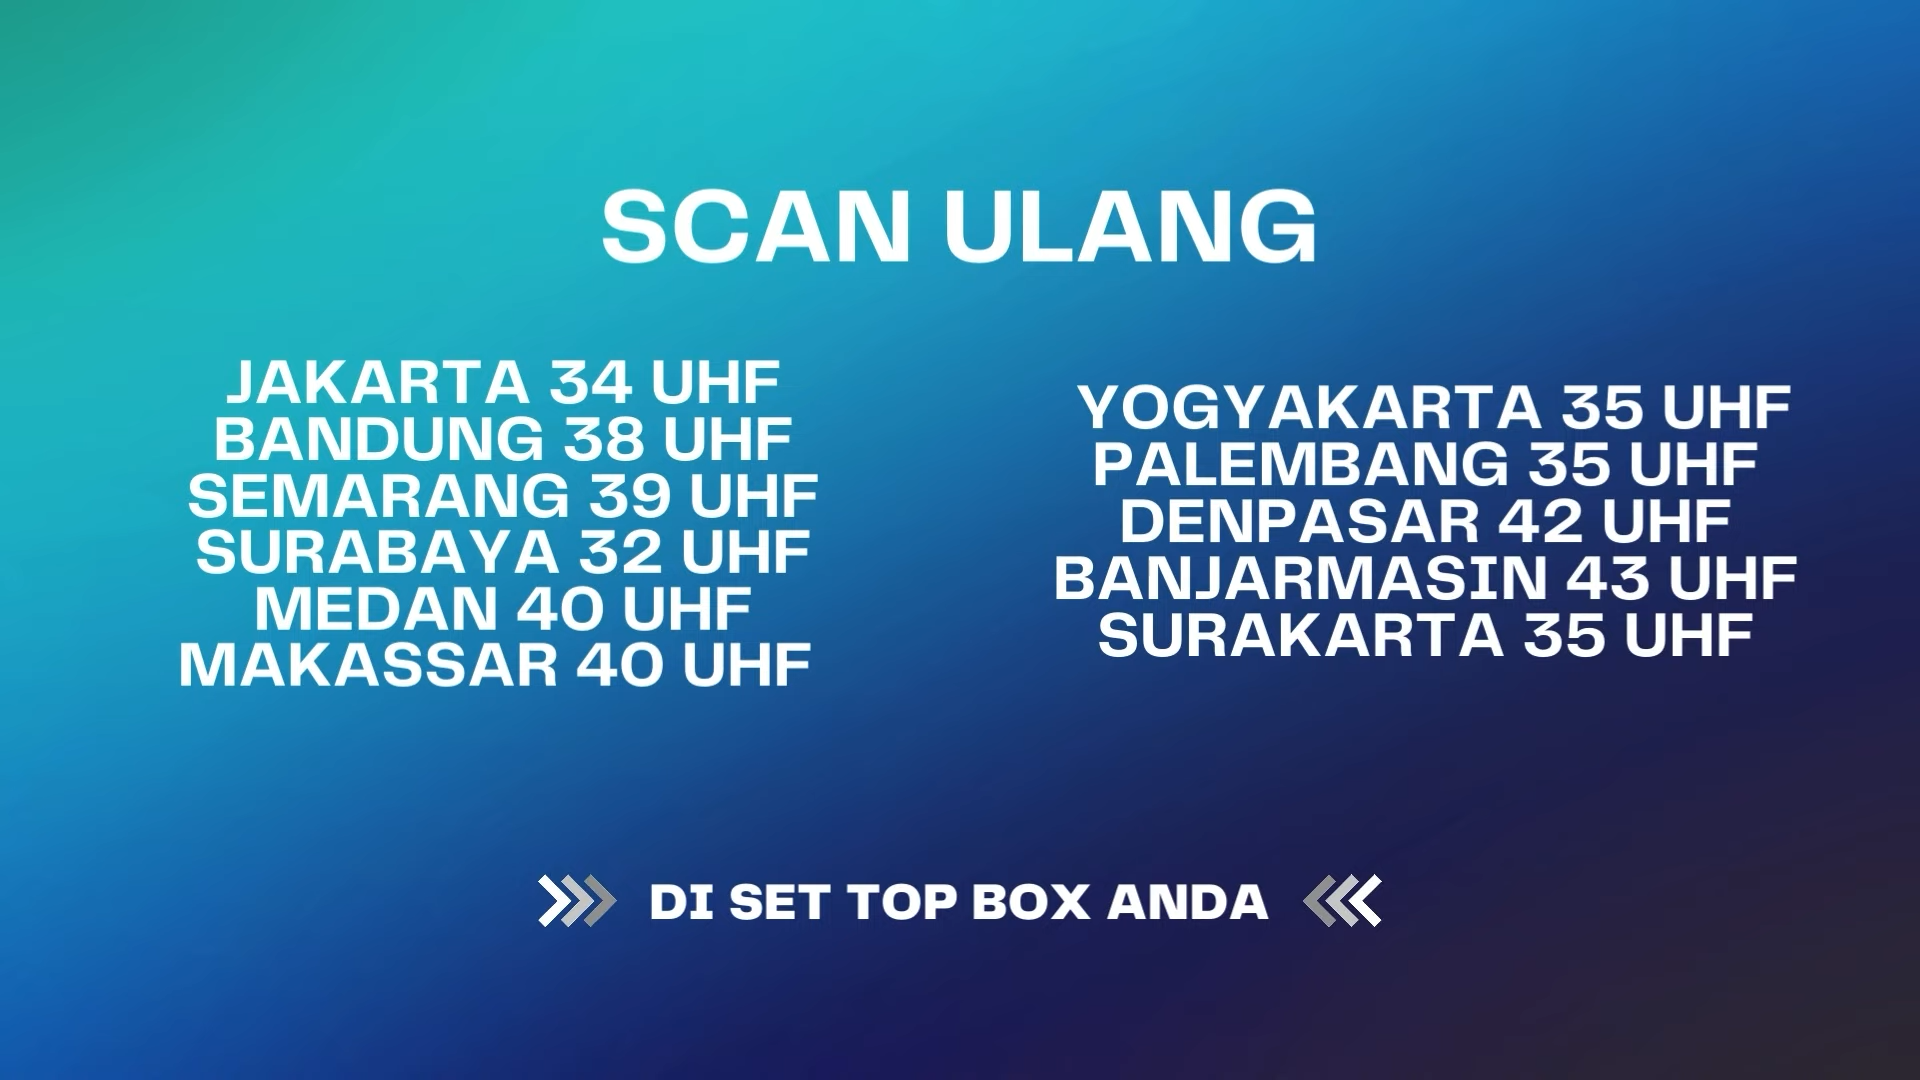 SCAN ULANG
JAKARTA 34 UHF
BANDUNG 38 UHF
SEMARANG 39 UHF
SURABAYA 32 UHF
MEDAN 40 UHF
MAKASSAR 40 UHF
YOGYAKARTA 35 UHF
PALEMBANG 35 UHF
DENPASAR 42 UHF
BANJARMASIN 43 UHF
SURAKARTA 35 UHF
DI SET TOP BOX ANDA